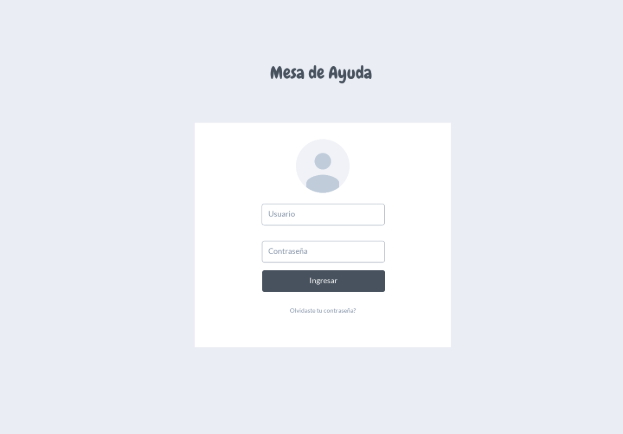 Mesa de Ayuda
Usuario
Contraseña
Ingresar
Olvidaste tu contraseña?